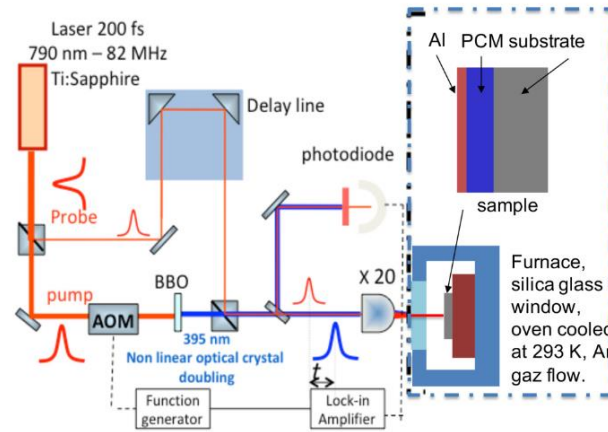 Laser 200 fs
790 nm – 82 MHz
Ti:Sapphire
Delay line
photodiode
Probe
pump
BBO
AOM
X 20
395 nm
Non linear optical crystal
doubling
t
Function
generator
Lock-in
Amplifier
Al
PCM substrate
sample
Furnace,
silica glass
window,
oven cooled
at 293 K, Ar
gaz flow.